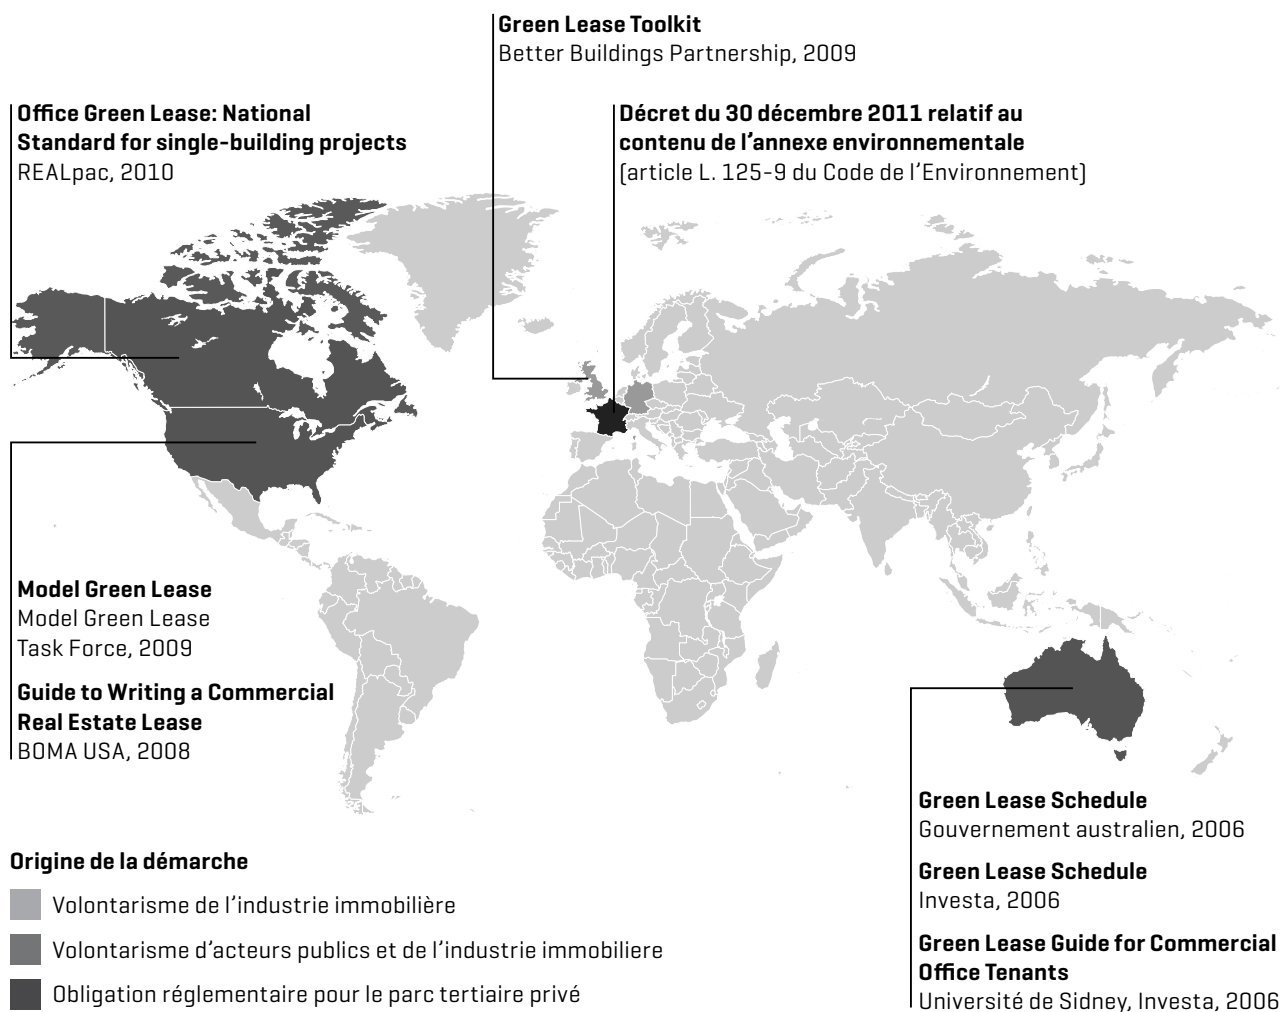 Green Lease Toolkit
Better Buildings Partnership, 2009
Office Green Lease: National
Standard for single-building projects
REALpac, 2010
Décret du 30 décembre 2011 relatif au
contenu de l'annexe environnementale
(article L. 125-9 du Code de l'Environnement)
Model Green Lease
Model Green Lease
Task Force, 2009
Guide to Writing a Commercial
Real Estate Lease
BOMA USA, 2008
Green Lease Schedule
Gouvernement australien, 2006
Green Lease Schedule
Investa, 2006
Green Lease Guide for Commercial
Office Tenants
Université de Sidney, Investa, 2006
Origine de la démarche
Volontarisme de l'industrie immobilière
Volontarisme d'acteurs publics et de l'industrie immobiliere
Obligation réglementaire pour le parc tertiaire privé